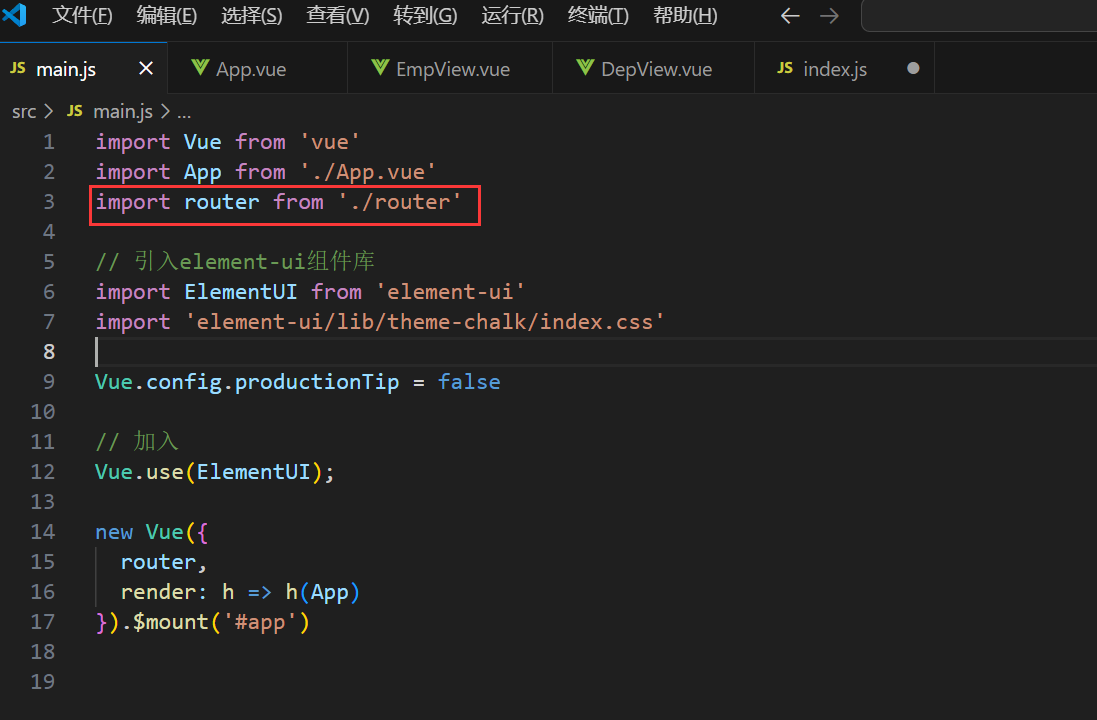 文件(F) 编辑(E) 选择(S) 查看(V) 转到(G) 运行(R) 终端(T) 帮助(H)
JS main.js App.vue EmpView.vue DepView.vue JS index.js
src > JS main.js > ...
1 import Vue from 'vue'
2 import App from './App.vue'
3 import router from './router'
4
5 // 引入element-ui组件库
6 import ElementUI from 'element-ui'
7 import 'element-ui/lib/theme-chalk/index.css'
8
9 Vue.config.productionTip = false
10
11 // 加入
12 Vue.use(ElementUI);
13
14 new Vue({
15   router,
16   render: h => h(App)
17 }).$mount('#app')
18
19